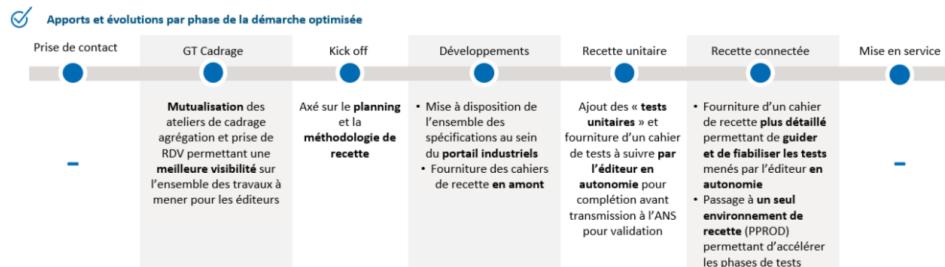 Apports et évolutions par phase de la démarche optimisée
Prise de contact
GT Cadrage
Kick off
Développements
Recette unitaire
Recette connectée
Mise en service
–
Mutualisation des
ateliers de cadrage
agrégation et prise de
RDV permettant une
meilleure visibilité sur
l'ensemble des travaux à
mener pour les éditeurs
Axé sur le planning
et la
méthodologie de
recette
• Mise à disposition de
l'ensemble des
spécifications au sein
du portail industriels
• Fourniture des cahiers
de recette en amont
Ajout des « tests
unitaires » et
fourniture d'un cahier
de tests à suivre par
l'éditeur en
autonomie pour
complétion avant
transmission à l'ANS
pour validation
• Fourniture d'un cahier
de recette plus détaillé
permettant de guider
et de fiabiliser les tests
menés par l'éditeur en
autonomie
• Passage à un seul
environnement de
recette (PPROD)
permettant d'accélérer
les phases de tests
–